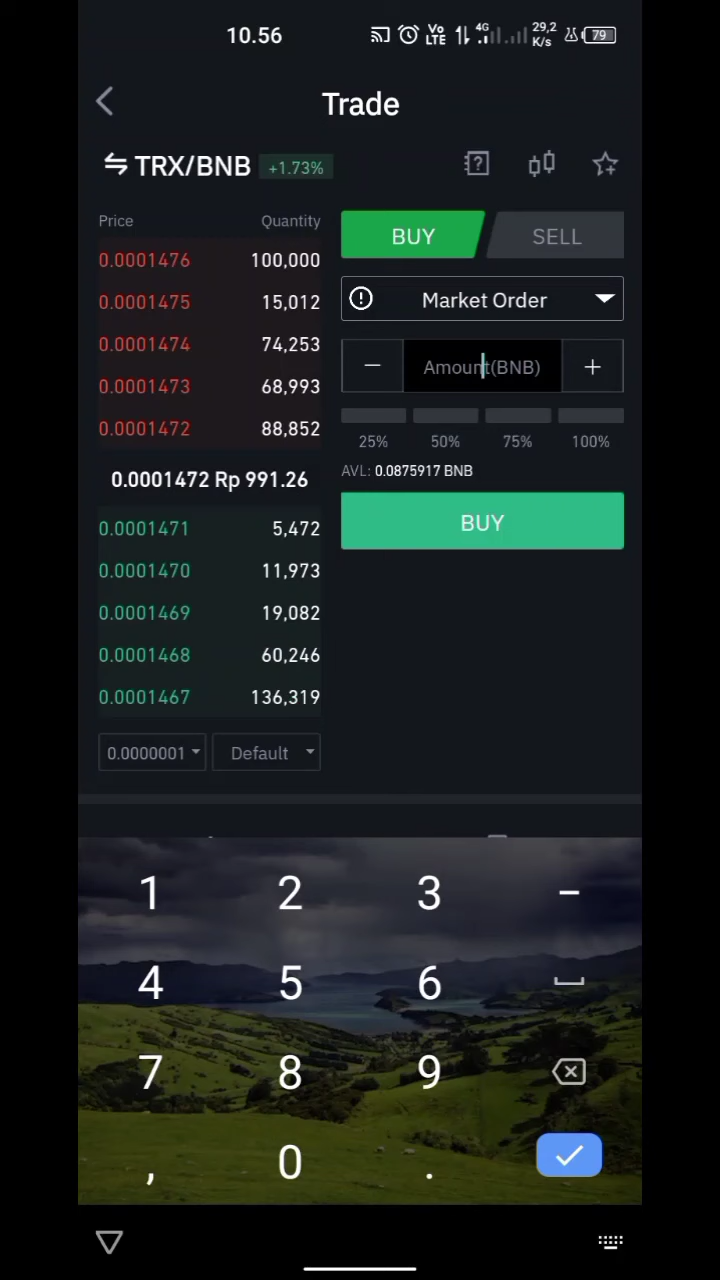 10.56 Vo LTE 4G 29,2 K/s 79
Trade
TRX/BNB +1.73%
Price Quantity
0.0001476 100,000
0.0001475 15,012
0.0001474 74,253
0.0001473 68,993
0.0001472 88,852
0.0001472 Rp 991.26
0.0001471 5,472
0.0001470 11,973
0.0001469 19,082
0.0001468 60,246
0.0001467 136,319
0.0000001 Default
BUY SELL
Market Order
− Amount(BNB) +
25% 50% 75% 100%
AVL: 0.0875917 BNB
BUY
1 2 3 −
4 5 6
7 8 9
, 0 .